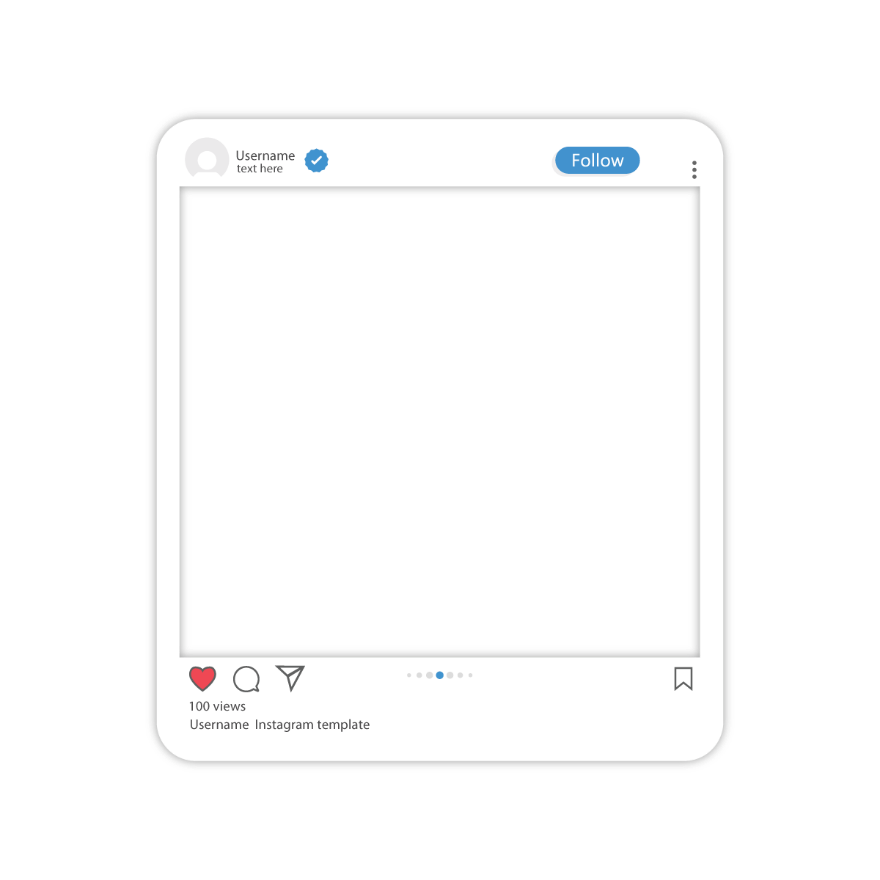 Username
text here
Follow
100 views
Username Instagram template